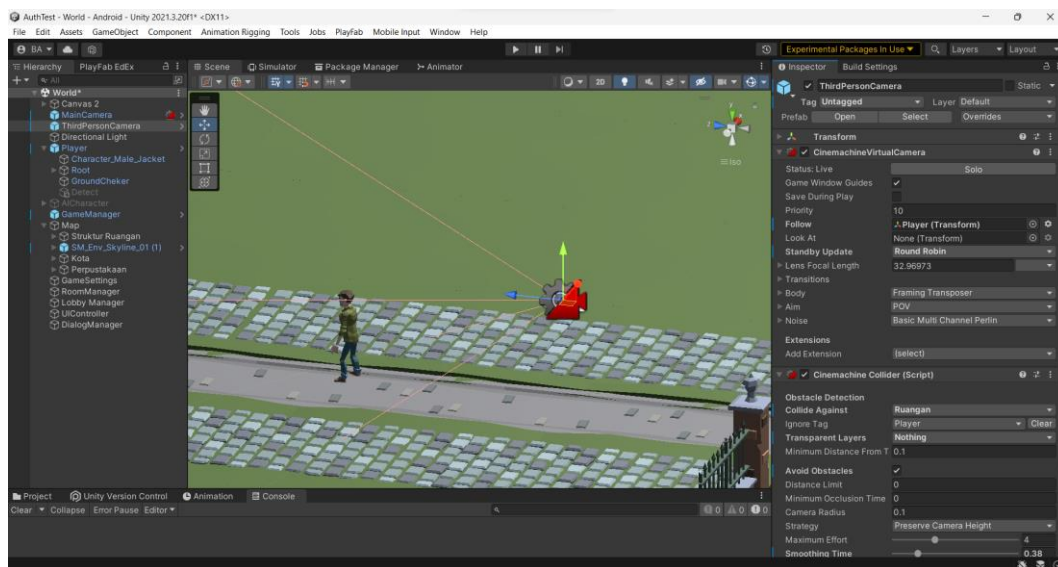 AuthTest - World - Android - Unity 2021.3.20f1* <DX11>
File Edit Assets GameObject Component Animation Rigging Tools Jobs PlayFab Mobile Input Window Help
BA
Experimental Packages In Use
Layers
Layout
Hierarchy
PlayFab EdEx
Scene
Simulator
Package Manager
Animator
Inspector
Build Settings
All
2D
World*
Canvas 2
MainCamera
ThirdPersonCamera
Directional Light
Player
Character_Male_Jacket
Root
GroundCheker
Detect
AICharacter
GameManager
Map
Struktur Ruangan
SM_Env_Skyline_01 (1)
Kota
Perpustakaan
GameSettings
RoomManager
Lobby Manager
UiController
DialogManager
Iso
ThirdPersonCamera
Static
Tag Untagged
Layer Default
Prefab Open Select Overrides
Transform
CinemachineVirtualCamera
Status: Live Solo
Game Window Guides
Save During Play
Priority 10
Follow Player (Transform)
Look At None (Transform)
Standby Update Round Robin
Lens Focal Length 32.96973
Transitions
Body Framing Transposer
Aim POV
Noise Basic Multi Channel Perlin
Extensions
Add Extension (select)
Cinemachine Collider (Script)
Obstacle Detection
Collide Against Ruangan
Ignore Tag Player Clear
Transparent Layers Nothing
Minimum Distance From T 0.1
Avoid Obstacles
Distance Limit 0
Minimum Occlusion Time 0
Camera Radius 0.1
Strategy Preserve Camera Height
Maximum Effort 4
Smoothing Time 0.38
Project
Unity Version Control
Animation
Console
Clear Collapse Error Pause Editor
0 0 0